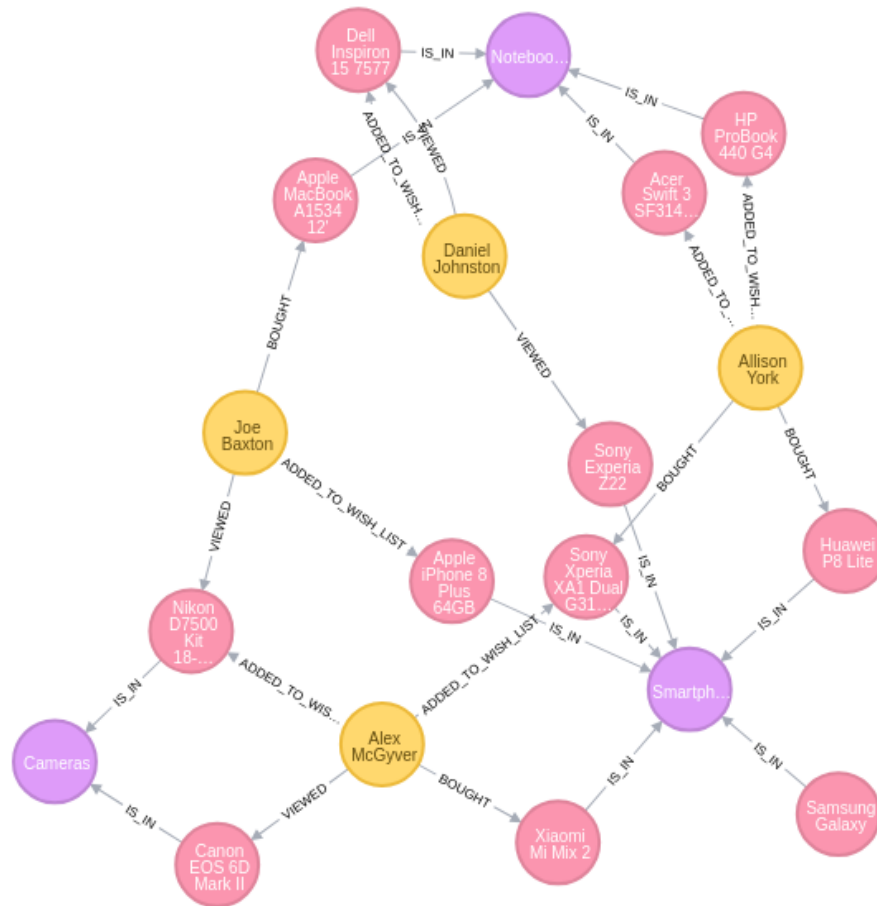 Dell
Inspiron
15 7577
IS_IN
Noteboo...
IS_IN
HP
ProBook
440 G4
ADDED_TO_WISH...
VIEWED
IS_IN
Apple
MacBook
A1534
12'
Acer
Swift 3
SF314...
ADDED_TO_WISH...
ADDED_TO_...
Daniel
Johnston
BOUGHT
VIEWED
Allison
York
Joe
Baxton
BOUGHT
BOUGHT
Sony
Experia
Z22
ADDED_TO_WISH_LIST
VIEWED
Huawei
P8 Lite
Apple
iPhone 8
Plus
64GB
Sony
Xperia
XA1 Dual
G31...
IS_IN
Nikon
D7500
Kit
18-...
IS_IN
IS_IN
IS_IN
ADDED_TO_WISH_LIST
ADDED_TO_WIS...
IS_IN
Smartph...
Alex
McGyver
Cameras
IS_IN
IS_IN
VIEWED
BOUGHT
IS_IN
Samsung
Galaxy
Canon
EOS 6D
Mark II
Xiaomi
Mi Mix 2